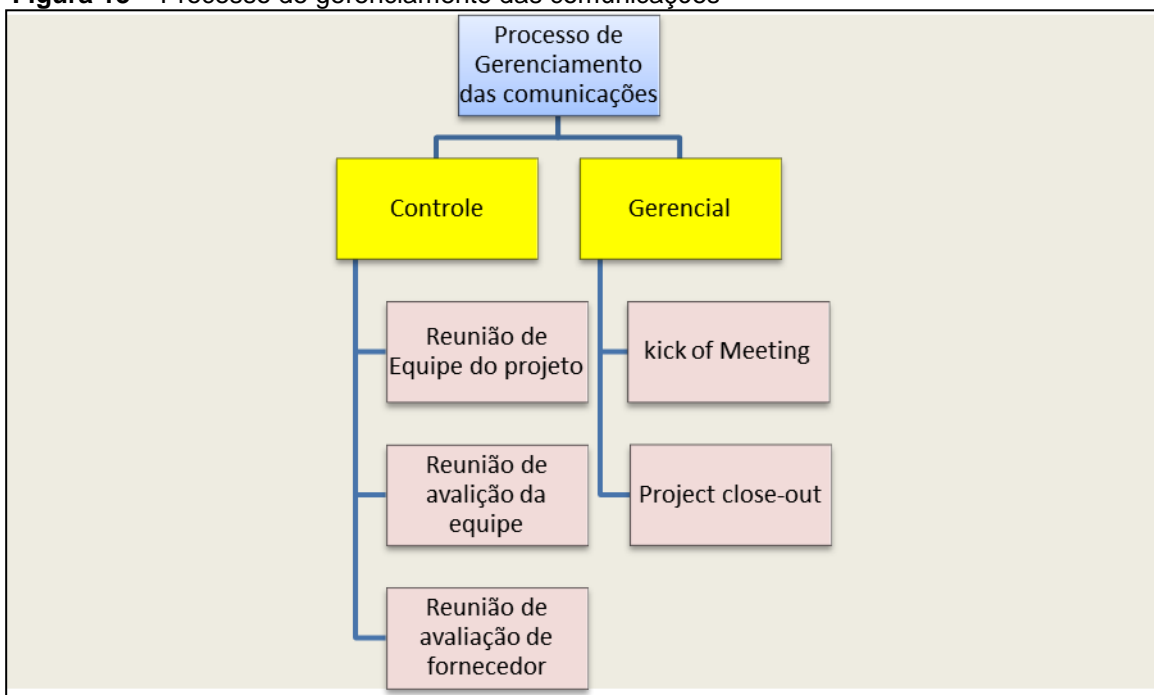 Processo de
Gerenciamento
das comunicações
Controle
Gerencial
Reunião de
Equipe do projeto
kick of Meeting
Reunião de
avalição da
equipe
Project close-out
Reunião de
avaliação de
fornecedor